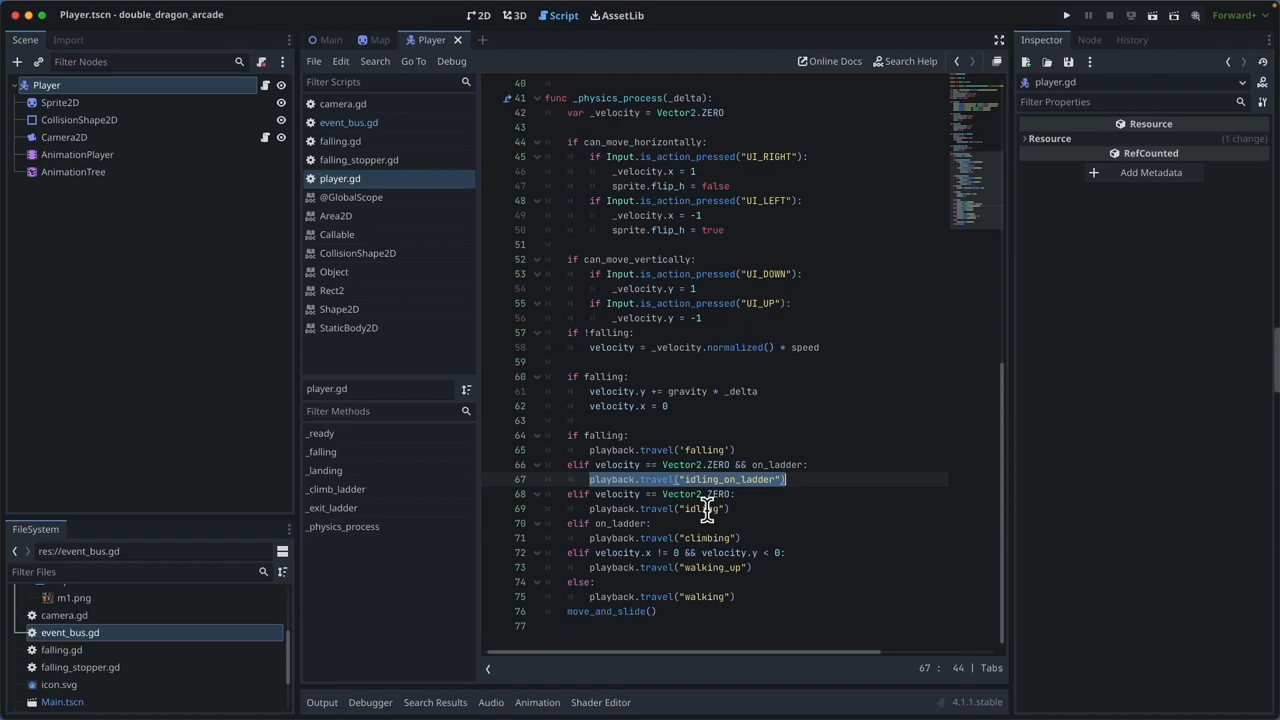 Player.tscn - double_dragon_arcade
2D
3D
Script
AssetLib
Forward+
Scene
Import
Filter Nodes
Player
Sprite2D
CollisionShape2D
Camera2D
AnimationPlayer
AnimationTree
FileSystem
res://event_bus.gd
Filter Files
m1.png
camera.gd
event_bus.gd
falling.gd
falling_stopper.gd
icon.svg
Main.tscn
Main
Map
Player
File
Edit
Search
Go To
Debug
Online Docs
Search Help
Filter Scripts
camera.gd
event_bus.gd
falling.gd
falling_stopper.gd
player.gd
@GlobalScope
Area2D
Callable
CollisionShape2D
Object
Rect2
Shape2D
StaticBody2D
player.gd
Filter Methods
_ready
_falling
_landing
_climb_ladder
_exit_ladder
_physics_process
40
41 func _physics_process(_delta):
42 var _velocity = Vector2.ZERO
43
44 if can_move_horizontally:
45 if Input.is_action_pressed("UI_RIGHT"):
46 _velocity.x = 1
47 sprite.flip_h = false
48 if Input.is_action_pressed("UI_LEFT"):
49 _velocity.x = -1
50 sprite.flip_h = true
51
52 if can_move_vertically:
53 if Input.is_action_pressed("UI_DOWN"):
54 _velocity.y = 1
55 if Input.is_action_pressed("UI_UP"):
56 _velocity.y = -1
57 if !falling:
58 velocity = _velocity.normalized() * speed
59
60 if falling:
61 velocity.y += gravity * _delta
62 velocity.x = 0
63
64 if falling:
65 playback.travel('falling')
66 elif velocity == Vector2.ZERO && on_ladder:
67 playback.travel("idling_on_ladder")
68 elif velocity == Vector2.ZERO:
69 playback.travel("idling")
70 elif on_ladder:
71 playback.travel("climbing")
72 elif velocity.x != 0 && velocity.y < 0:
73 playback.travel("walking_up")
74 else:
75 playback.travel("walking")
76 move_and_slide()
77
67 : 44 | Tabs
Output
Debugger
Search Results
Audio
Animation
Shader Editor
4.1.1.stable
Inspector
Node
History
player.gd
Filter Properties
Resource
Resource (1 change)
RefCounted
Add Metadata